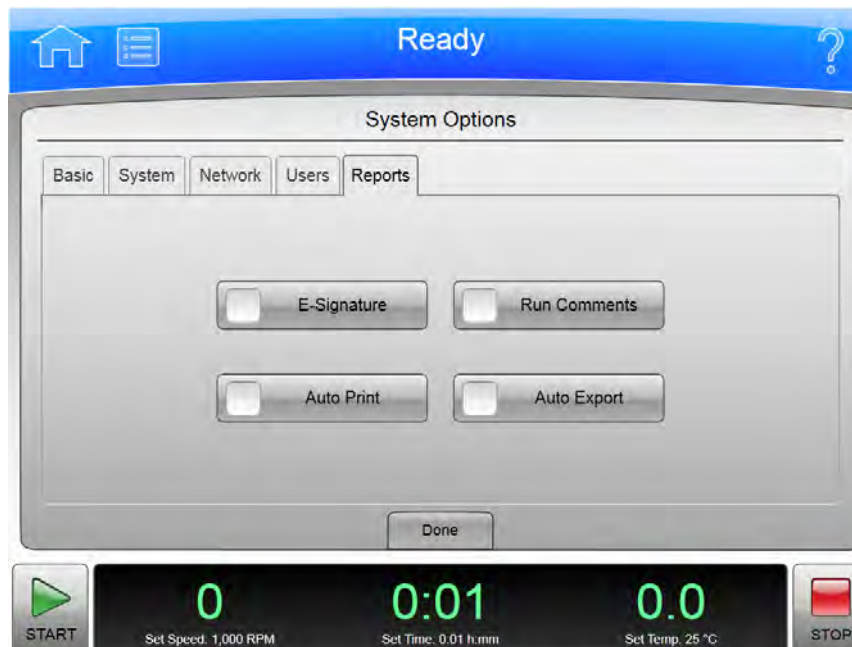 Ready
System Options
Basic System Network Users Reports
E-Signature Run Comments
Auto Print Auto Export
Done
0 0:01 0.0
START Set Speed. 1,000 RPM Set Time. 0.01 h:mm Set Temp. 25 °C STOP